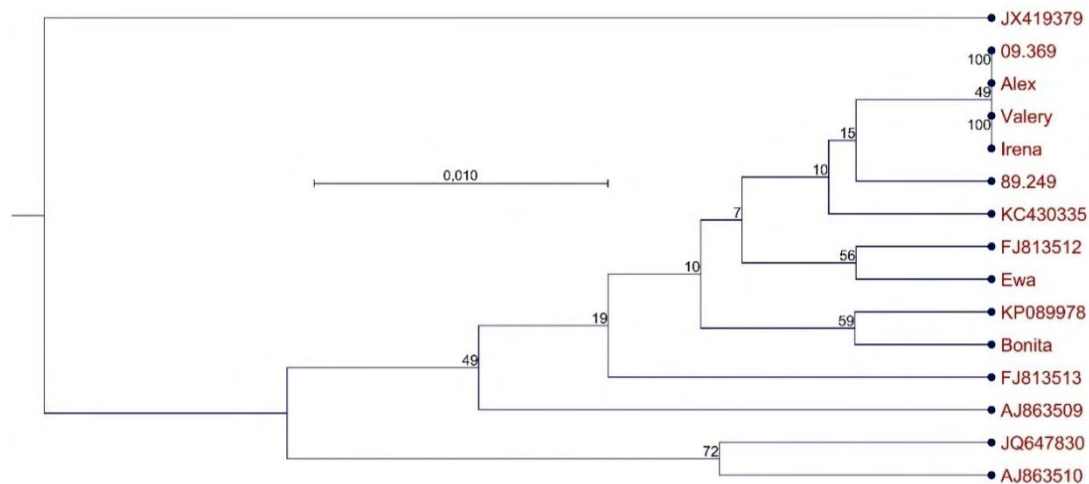 JX419379
09.369
100
Alex
49
Valery
100
Irena
15
10
0,010
89.249
7
KC430335
FJ813512
56
10
Ewa
KP089978
19
59
Bonita
49
FJ813513
AJ863509
JQ647830
72
AJ863510